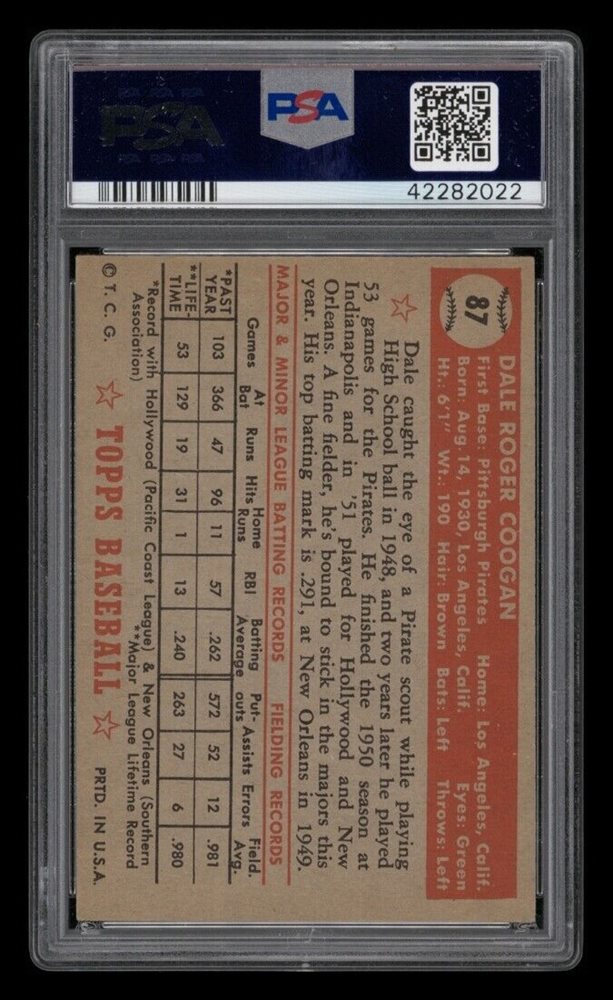 PSA PSA PSA
PSA
PSA PSA PSA
PSA
42282022
87
DALE ROGER COOGAN
First Base: Pittsburgh Pirates Home: Los Angeles, Calif.
Born: Aug. 14, 1930, Los Angeles, Calif. Eyes: Green
Ht.: 6'1" Wt.: 190 Hair: Brown Bats: Left Throws: Left
Dale caught the eye of a Pirate scout while playing
High School ball in 1948, and two years later he played
53 games for the Pirates. He finished the 1950 season at
Indianapolis and in '51 played for Hollywood and New
Orleans. A fine fielder, he's bound to stick in the majors this
year. His top batting mark is .291, at New Orleans in 1949.
MAJOR & MINOR LEAGUE BATTING RECORDS FIELDING RECORDS
Games At Bat Runs Hits Home Runs RBI Batting Average Put-outs Assists Errors Field. Avg.
*PAST YEAR 103 366 47 96 11 57 .262 572 52 12 .981
**LIFE-TIME 53 129 19 31 1 13 .240 263 27 6 .980
*Record with Hollywood (Pacific Coast League) & New Orleans (Southern
Association) **Major League Lifetime Record
© T. C. G. TOPPS BASEBALL PRTD. IN U.S.A.